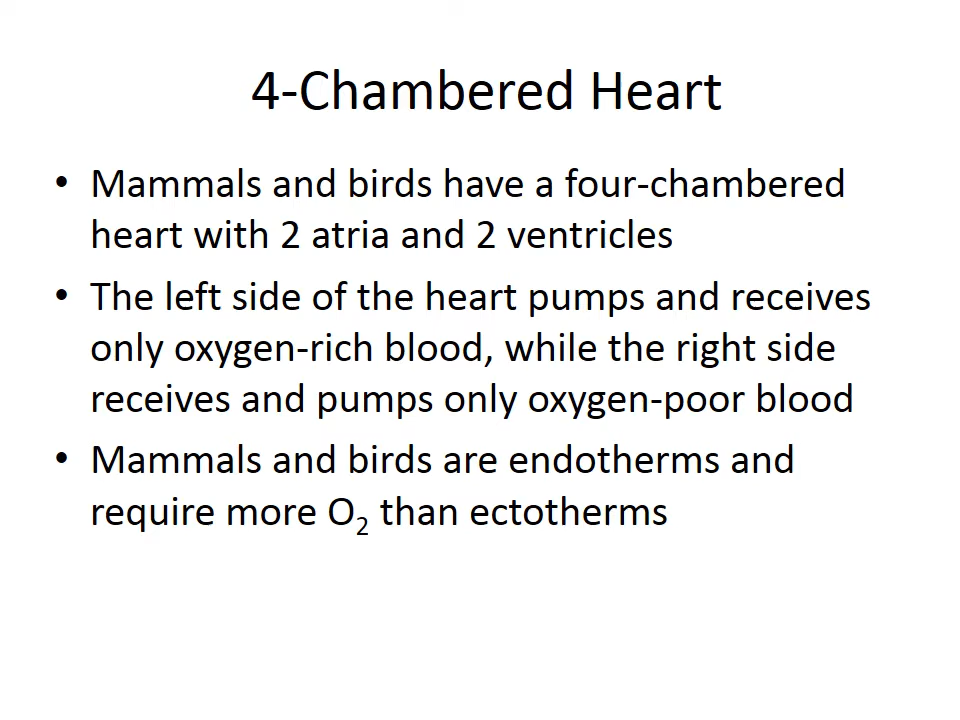 4-Chambered Heart
• Mammals and birds have a four-chambered
heart with 2 atria and 2 ventricles
• The left side of the heart pumps and receives
only oxygen-rich blood, while the right side
receives and pumps only oxygen-poor blood
• Mammals and birds are endotherms and
require more O₂ than ectotherms